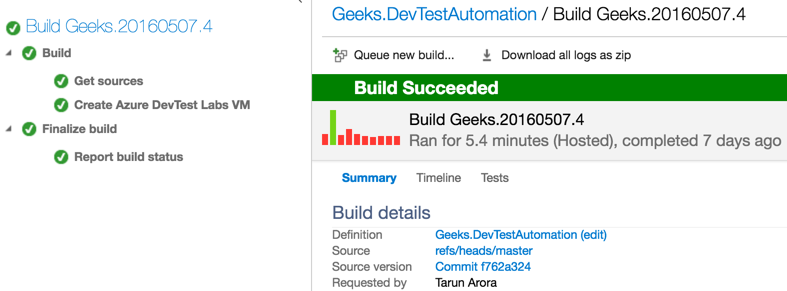 Build Geeks.20160507.4
Build
Get sources
Create Azure DevTest Labs VM
Finalize build
Report build status
Geeks.DevTestAutomation / Build Geeks.20160507.4
Queue new build... Download all logs as zip
Build Succeeded
Build Geeks.20160507.4
Ran for 5.4 minutes (Hosted), completed 7 days ago
Summary Timeline Tests
Build details
Definition Geeks.DevTestAutomation (edit)
Source refs/heads/master
Source version Commit f762a324
Requested by Tarun Arora